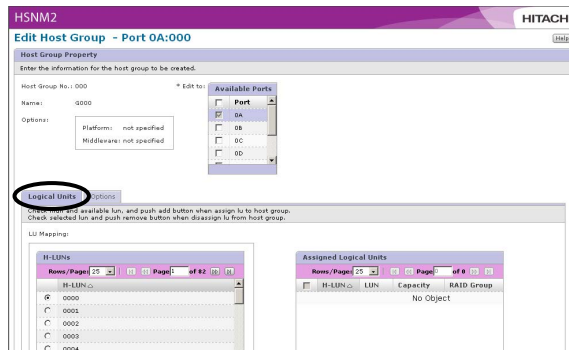 HSNM2
HITACH
Edit Host Group - Port 0A:000
Help
Host Group Property
Enter the information for the host group to be created.
Host Group No.: 000
* Edit to:
Available Ports
Name: G000
Port
0A
Options:
0B
Platform: not specified
0C
Middleware: not specified
0D
Logical Units
Options
Check hlun and available lun, and push add button when assign lu to host group.
Check selected lun and push remove button when disassign lu from host group.
LU Mapping:
H-LUNs
Assigned Logical Units
Rows/Page: 25 Page 1 of 82
Rows/Page: 25 Page 0 of 0
H-LUN
H-LUN LUN Capacity RAID Group
0000
No Object
0001
0002
0003
0004